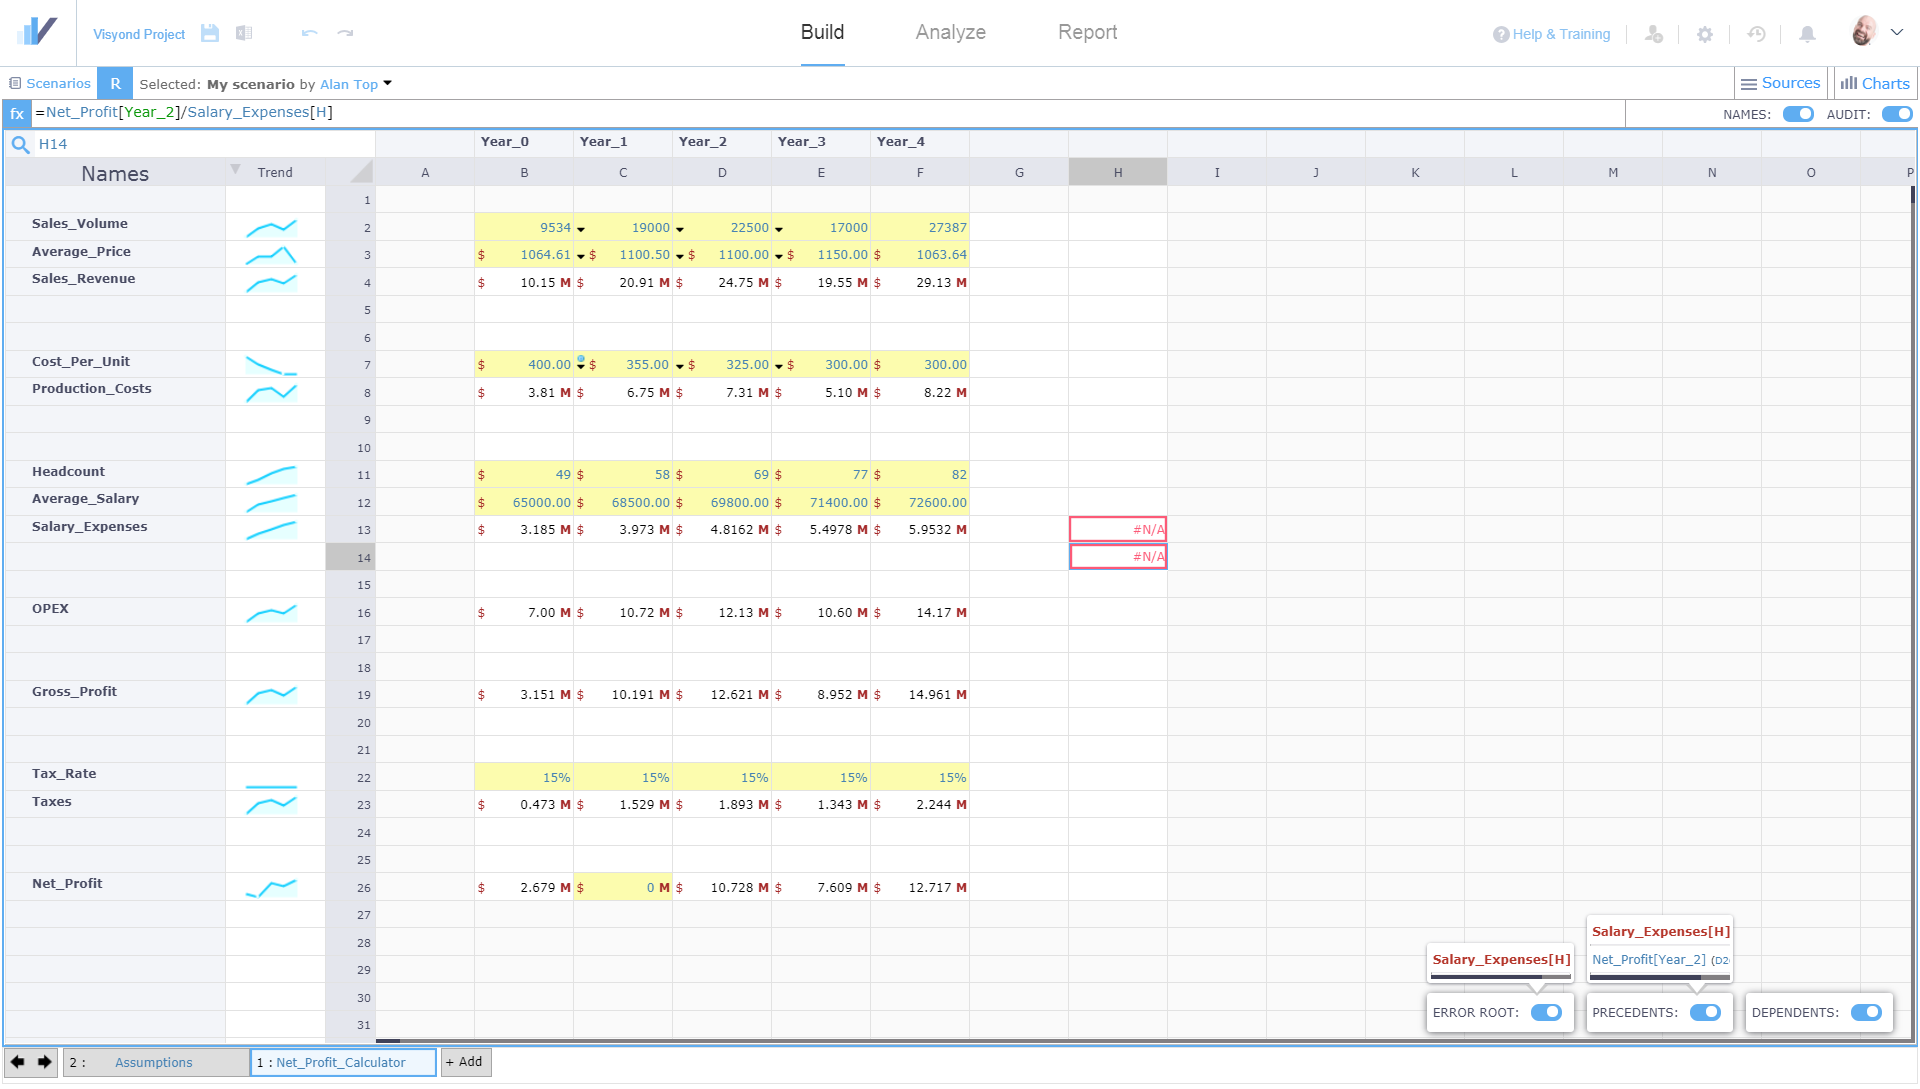 Visyond Project
Build Analyze Report
? Help & Training
Scenarios R Selected: My scenario by Alan Top
Sources Charts
fx =Net_Profit[Year_2]/Salary_Expenses[H]
NAMES: AUDIT:
H14 Year_0 Year_1 Year_2 Year_3 Year_4
Names Trend A B C D E F G H I J K L M N O P
1
Sales_Volume 2 9534 19000 22500 17000 27387
Average_Price 3 $ 1064.61 $ 1100.50 $ 1100.00 $ 1150.00 $ 1063.64
Sales_Revenue 4 $ 10.15 M $ 20.91 M $ 24.75 M $ 19.55 M $ 29.13 M
5
6
Cost_Per_Unit 7 $ 400.00 $ 355.00 $ 325.00 $ 300.00 $ 300.00
Production_Costs 8 $ 3.81 M $ 6.75 M $ 7.31 M $ 5.10 M $ 8.22 M
9
10
Headcount 11 $ 49 $ 58 $ 69 $ 77 $ 82
Average_Salary 12 $ 65000.00 $ 68500.00 $ 69800.00 $ 71400.00 $ 72600.00
Salary_Expenses 13 $ 3.185 M $ 3.973 M $ 4.8162 M $ 5.4978 M $ 5.9532 M #N/A
14 #N/A
15
OPEX 16 $ 7.00 M $ 10.72 M $ 12.13 M $ 10.60 M $ 14.17 M
17
18
Gross_Profit 19 $ 3.151 M $ 10.191 M $ 12.621 M $ 8.952 M $ 14.961 M
20
21
Tax_Rate 22 15% 15% 15% 15% 15%
Taxes 23 $ 0.473 M $ 1.529 M $ 1.893 M $ 1.343 M $ 2.244 M
24
25
Net_Profit 26 $ 2.679 M $ 0 M $ 10.728 M $ 7.609 M $ 12.717 M
27
28
29
30
31
Salary_Expenses[H]
Salary_Expenses[H]
Net_Profit[Year_2] (D2
ERROR ROOT: PRECEDENTS: DEPENDENTS:
2 : Assumptions 1 : Net_Profit_Calculator + Add